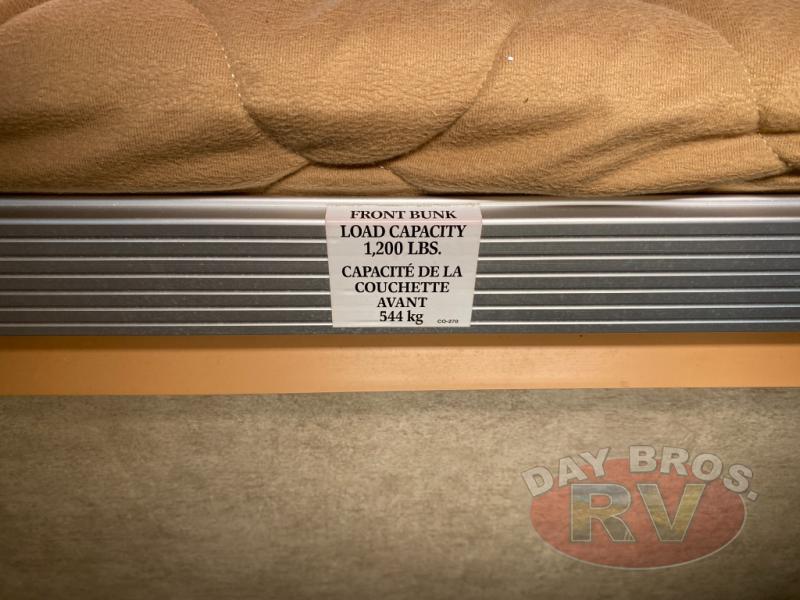 FRONT BUNK
LOAD CAPACITY
1,200 LBS.
CAPACITÉ DE LA
COUCHETTE
AVANT
544 kg CO-270
DAY BROS.
RV